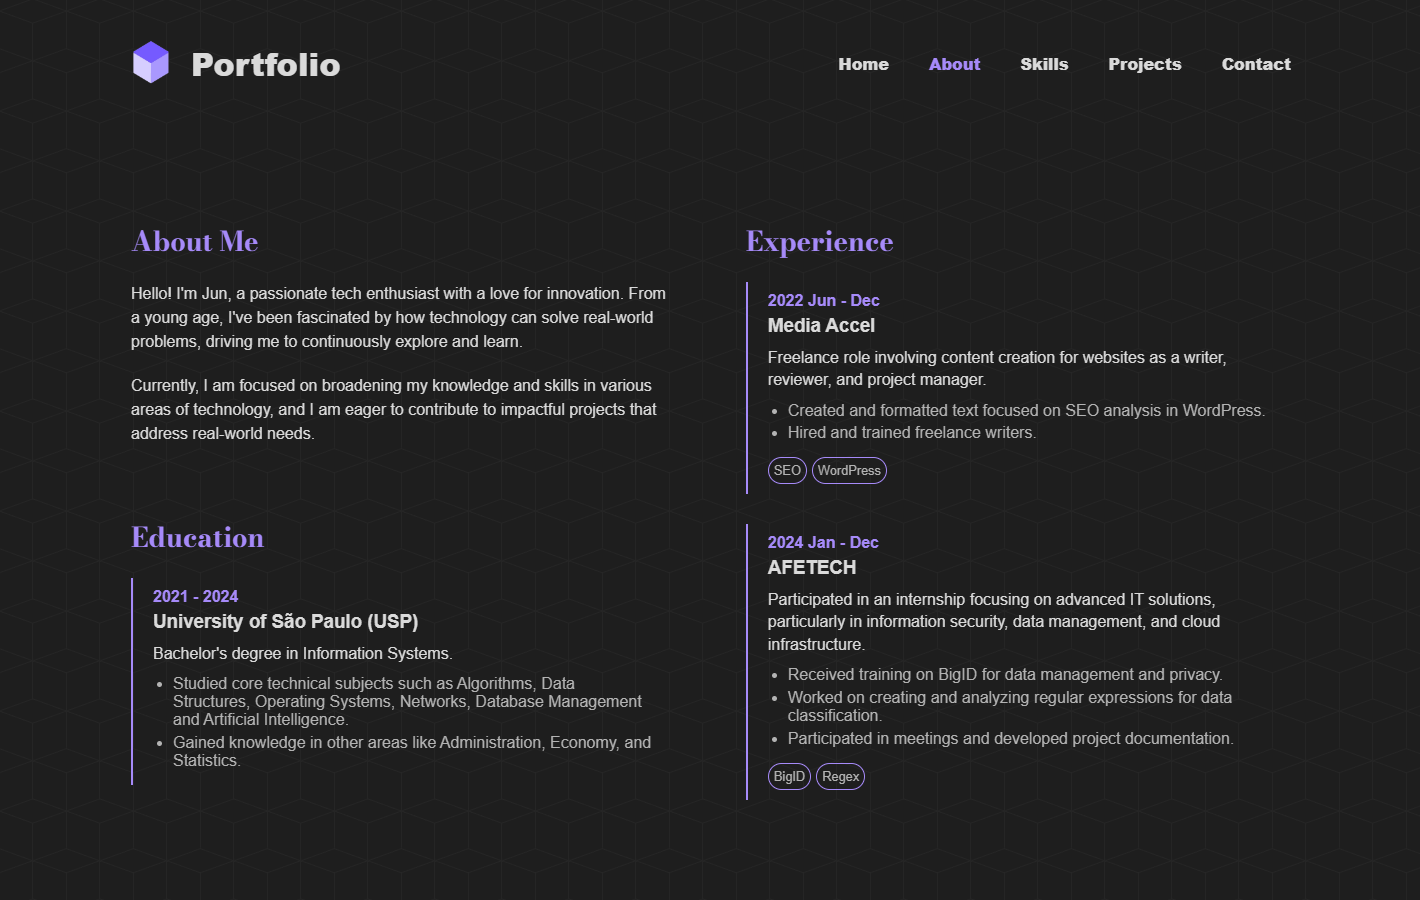 Portfolio
Home
About
Skills
Projects
Contact
About Me
Hello! I'm Jun, a passionate tech enthusiast with a love for innovation. From
a young age, I've been fascinated by how technology can solve real-world
problems, driving me to continuously explore and learn.
Currently, I am focused on broadening my knowledge and skills in various
areas of technology, and I am eager to contribute to impactful projects that
address real-world needs.
Education
2021 - 2024
University of São Paulo (USP)
Bachelor's degree in Information Systems.
• Studied core technical subjects such as Algorithms, Data
Structures, Operating Systems, Networks, Database Management
and Artificial Intelligence.
• Gained knowledge in other areas like Administration, Economy, and
Statistics.
Experience
2022 Jun - Dec
Media Accel
Freelance role involving content creation for websites as a writer,
reviewer, and project manager.
• Created and formatted text focused on SEO analysis in WordPress.
• Hired and trained freelance writers.
SEO
WordPress
2024 Jan - Dec
AFETECH
Participated in an internship focusing on advanced IT solutions,
particularly in information security, data management, and cloud
infrastructure.
• Received training on BigID for data management and privacy.
• Worked on creating and analyzing regular expressions for data
classification.
• Participated in meetings and developed project documentation.
BigID
Regex